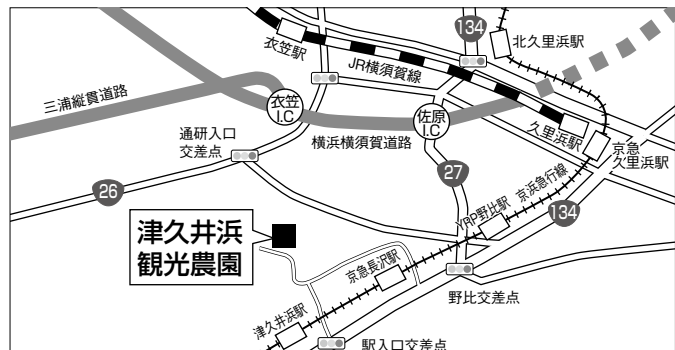 134
衣笠駅
北久里浜駅
JR横須賀線
三浦縦貫道路
衣笠
I.C
佐原
I.C
久里浜駅
通研入口
交差点
横浜横須賀道路
京急
久里浜駅
27
26
YRP野比駅
京浜急行線
134
津久井浜
観光農園
京急長沢駅
野比交差点
津久井浜駅
駅入口交差点